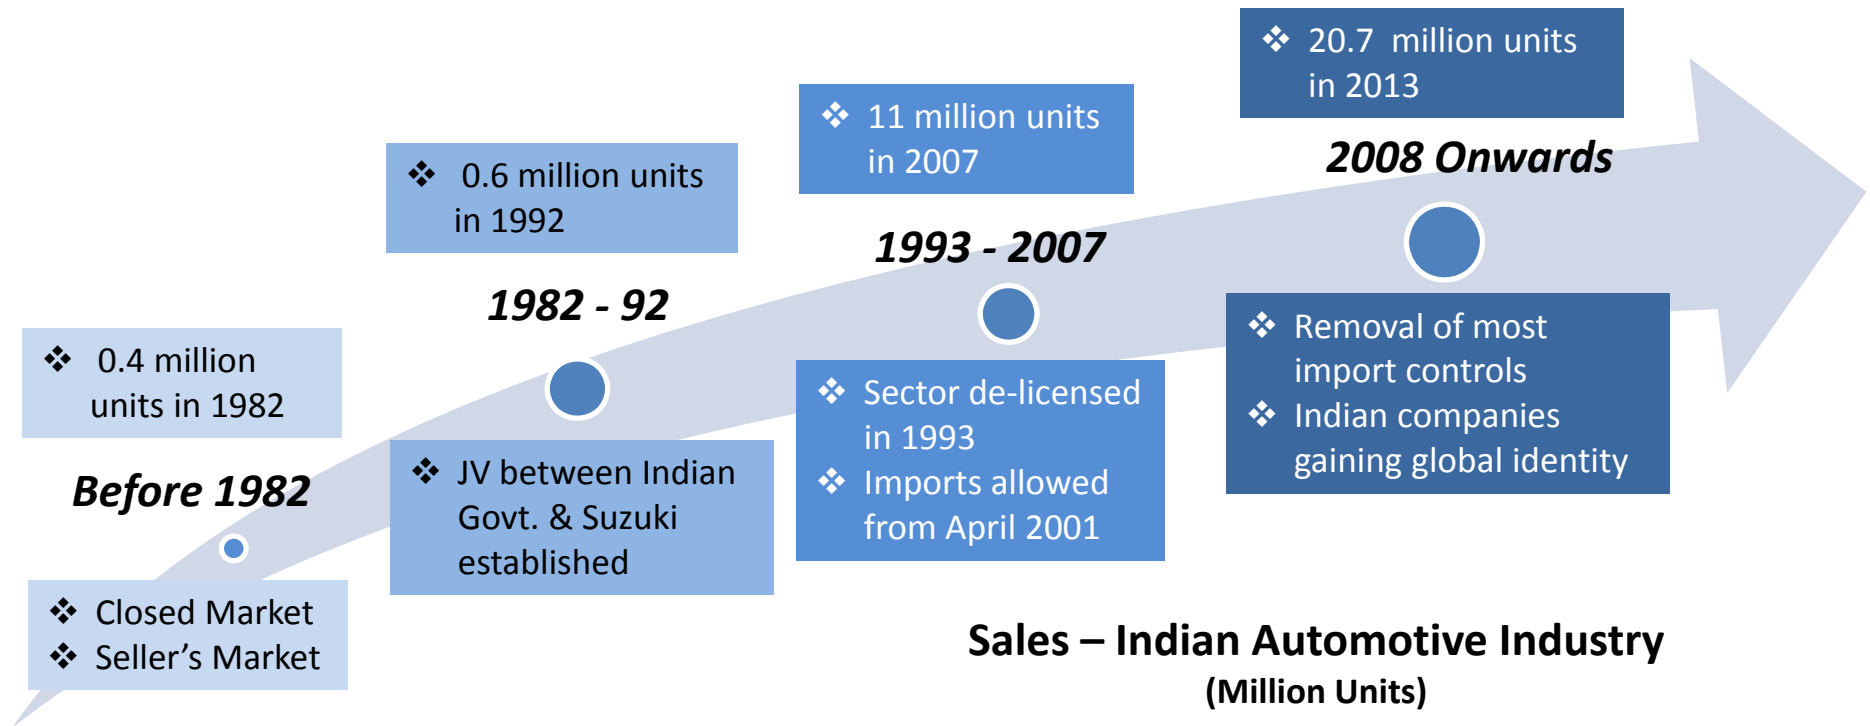 ❖ 0.4 million
units in 1982
Before 1982
❖ Closed Market
❖ Seller’s Market
❖ 0.6 million units
in 1992
1982 - 92
❖ JV between Indian
Govt. & Suzuki
established
❖ 11 million units
in 2007
1993 - 2007
❖ Sector de-licensed
in 1993
❖ Imports allowed
from April 2001
❖ 20.7 million units
in 2013
2008 Onwards
❖ Removal of most
import controls
❖ Indian companies
gaining global identity
Sales – Indian Automotive Industry
(Million Units)